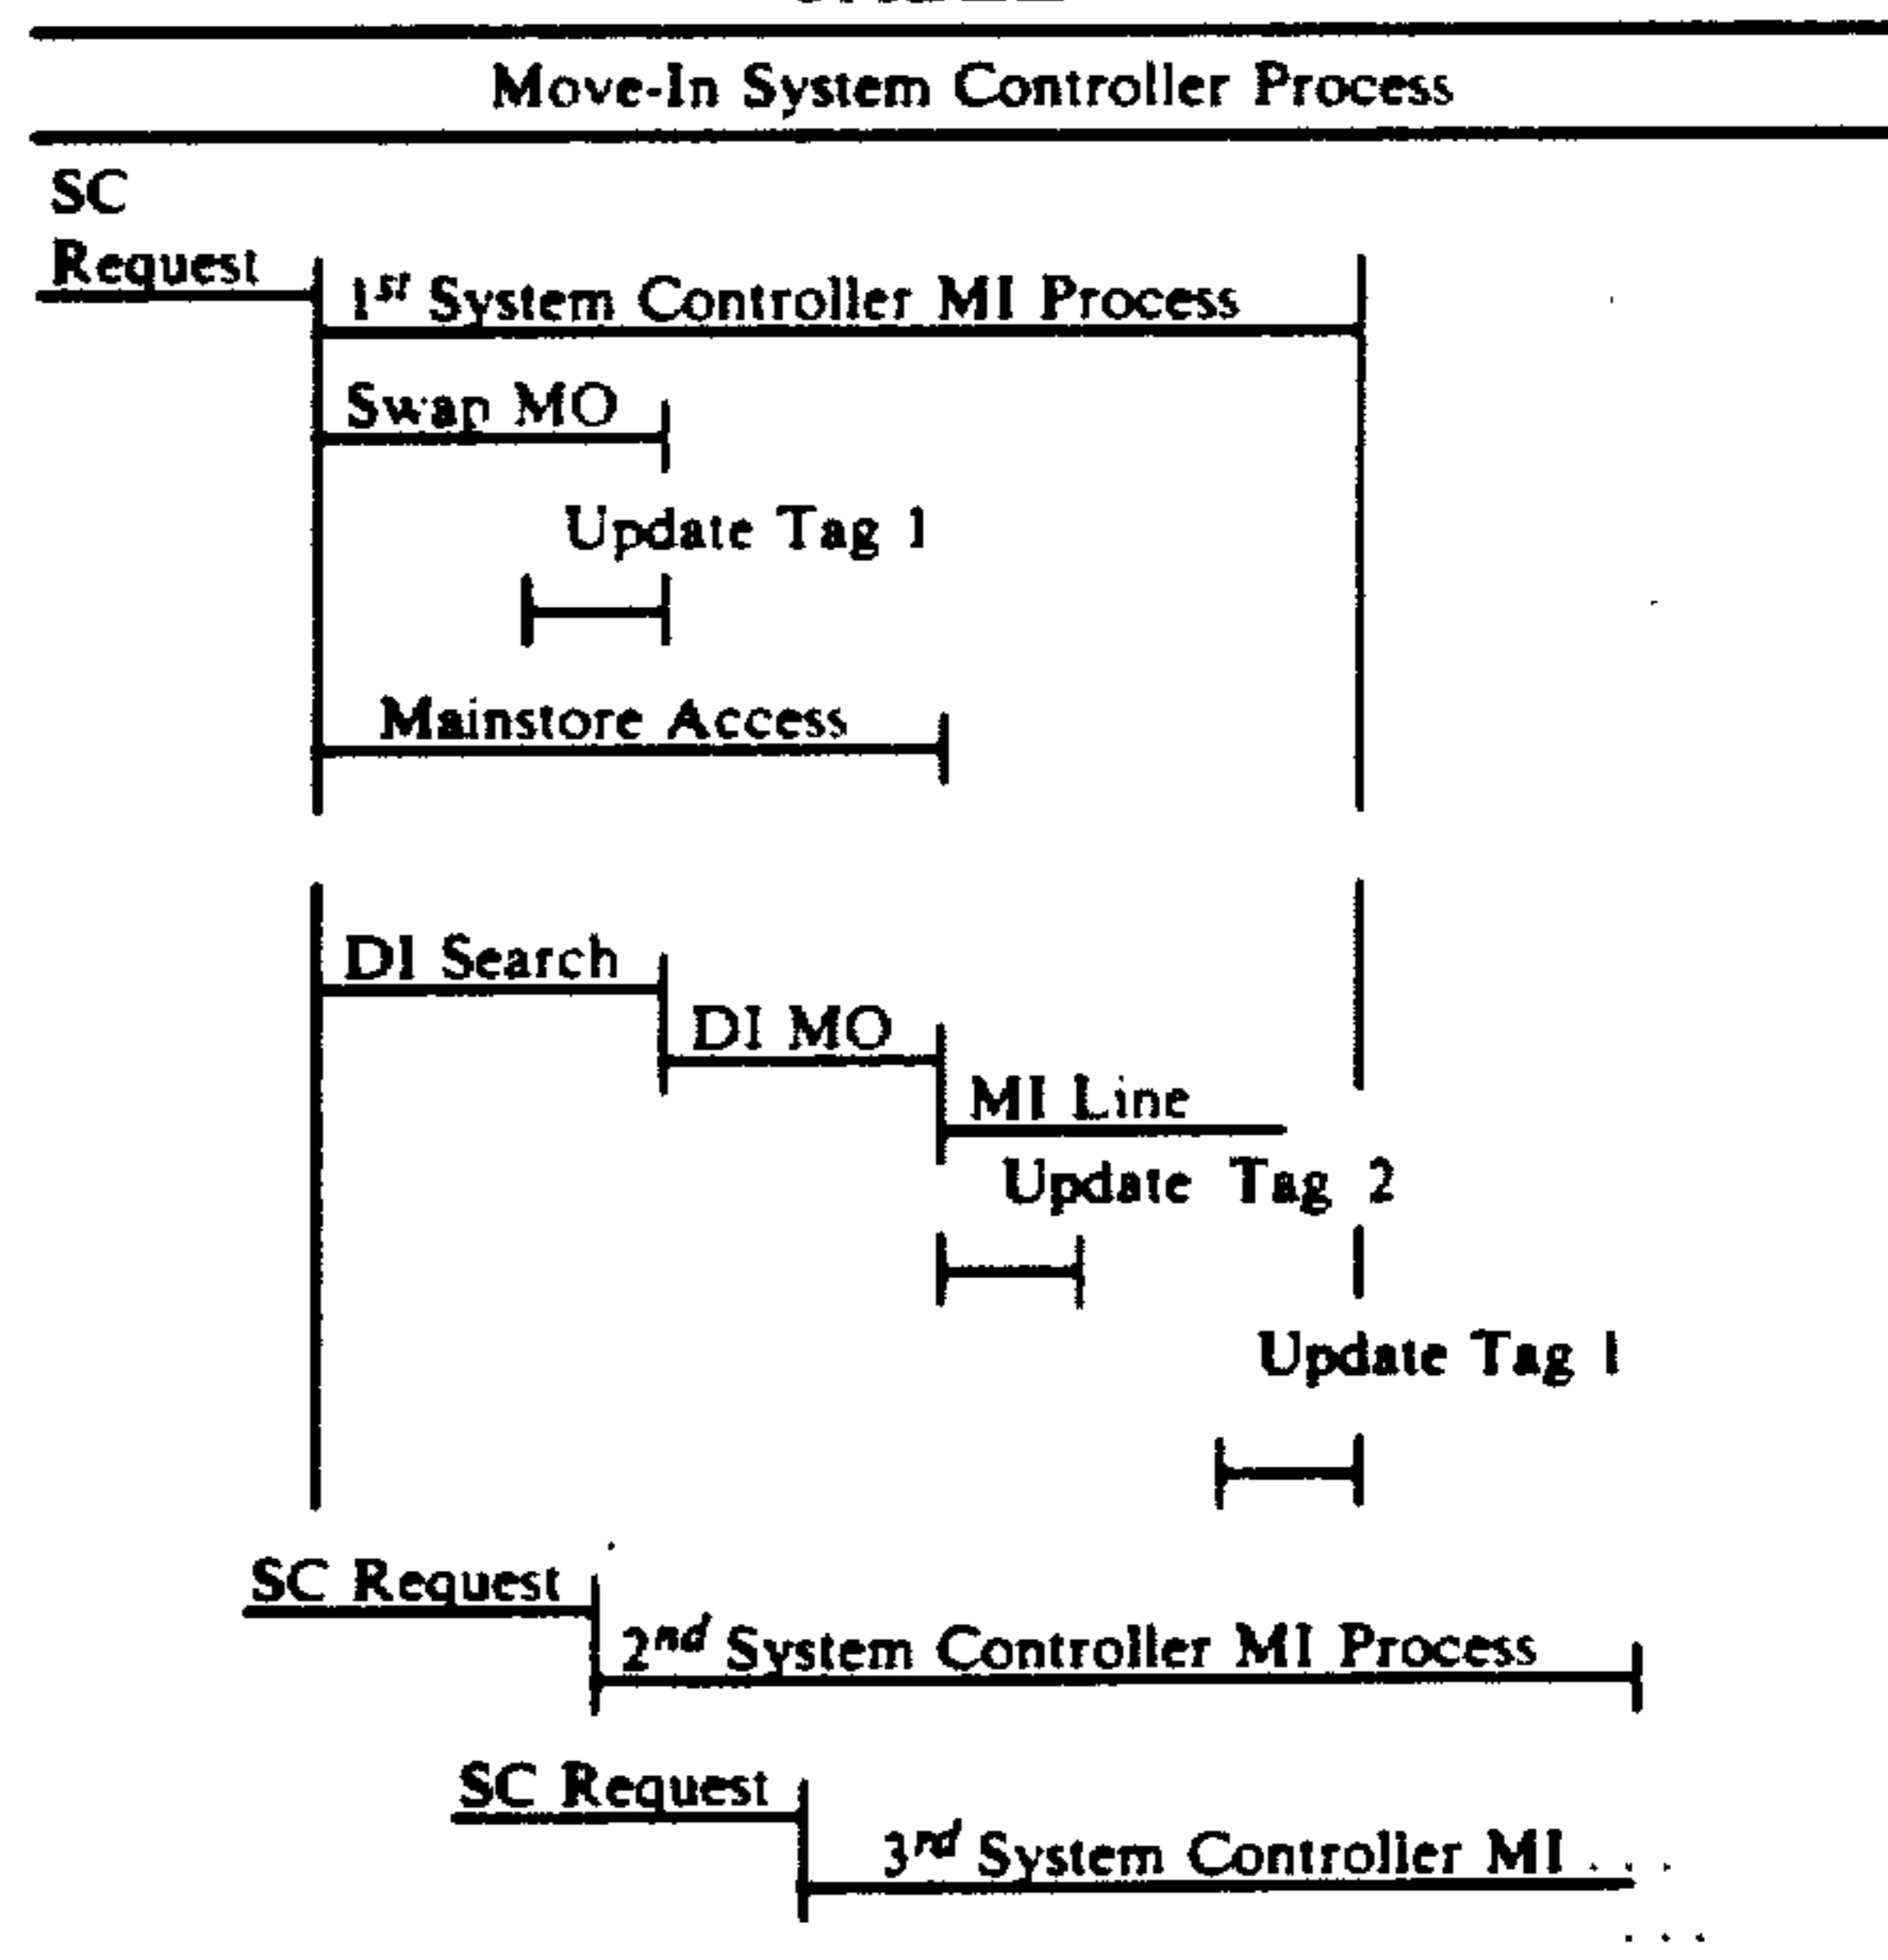 Move-In System Controller Process
SC
Request
1st System Controller MI Process
Swap MO
Update Tag 1
Mainstore Access
DI Search
DI MO
MI Line
Update Tag 2
Update Tag 1
SC Request
2nd System Controller MI Process
SC Request
3rd System Controller MI . . .
. . .